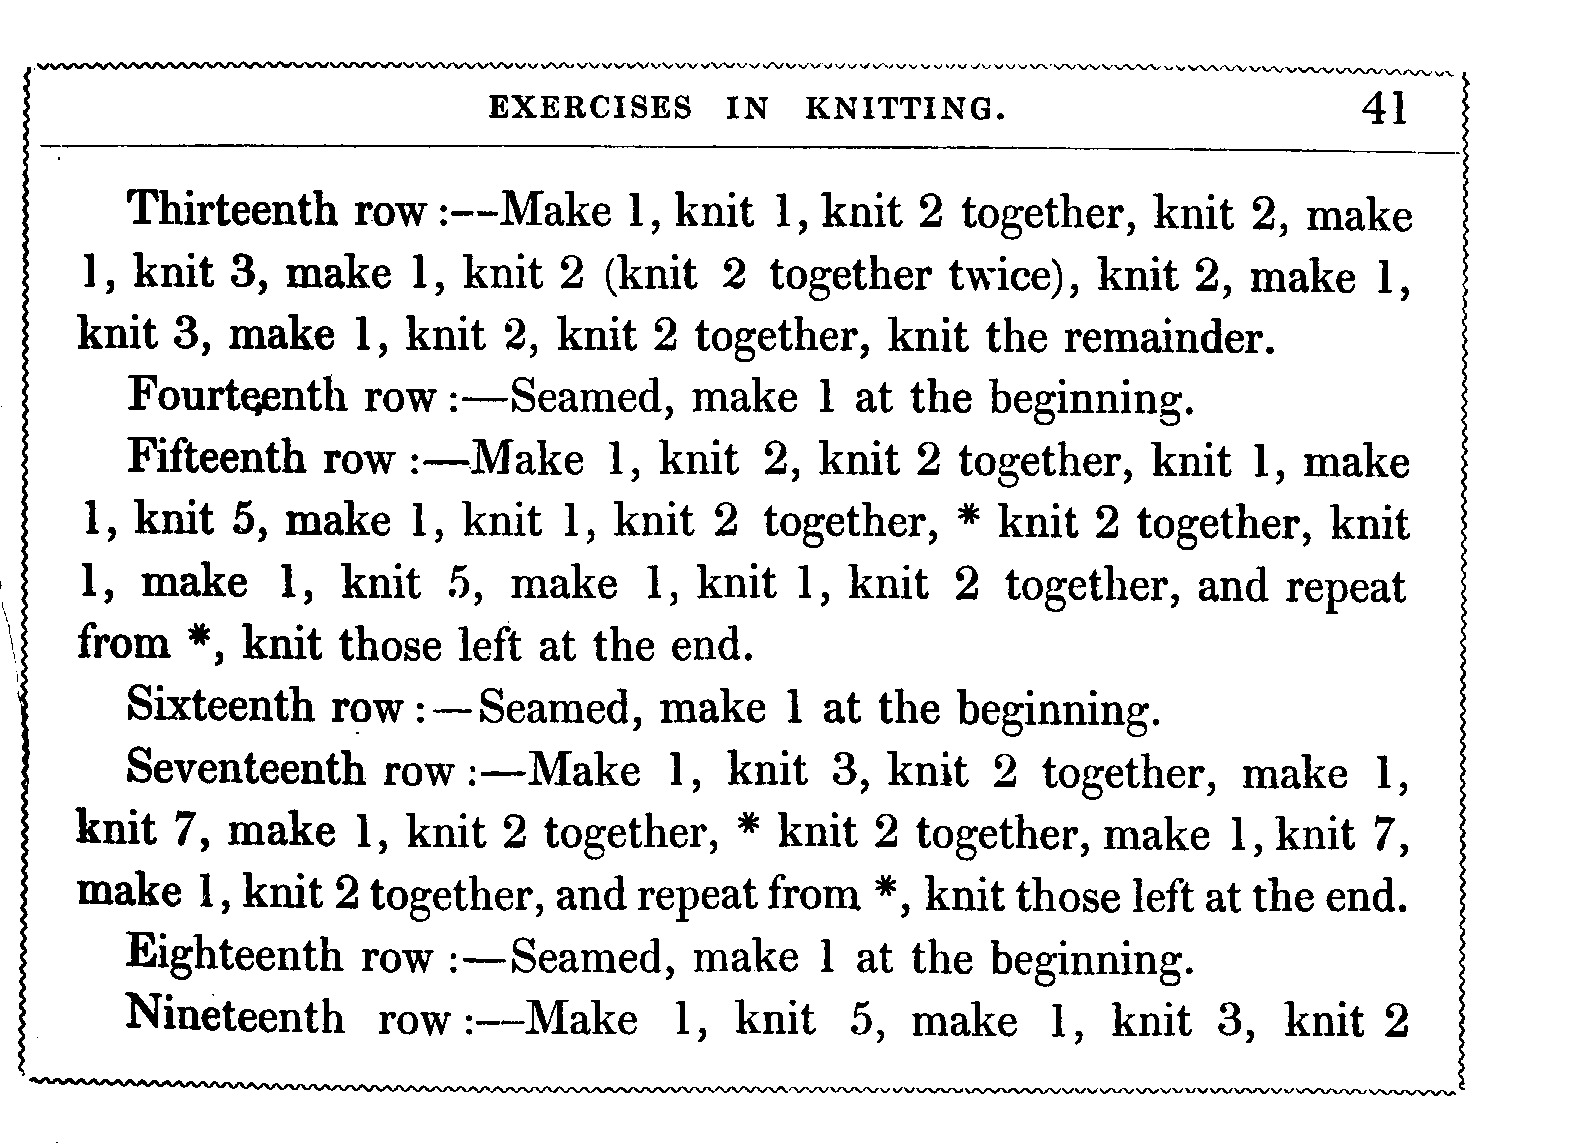 EXERCISES IN KNITTING. 41
Thirteenth row :—Make 1, knit 1, knit 2 together, knit 2, make
1, knit 3, make 1, knit 2 (knit 2 together twice), knit 2, make 1,
knit 3, make 1, knit 2, knit 2 together, knit the remainder.
Fourteenth row :—Seamed, make 1 at the beginning.
Fifteenth row :—Make 1, knit 2, knit 2 together, knit 1, make
1, knit 5, make 1, knit 1, knit 2 together, * knit 2 together, knit
1, make 1, knit 5, make 1, knit 1, knit 2 together, and repeat
from *, knit those left at the end.
Sixteenth row :—Seamed, make 1 at the beginning.
Seventeenth row :—Make 1, knit 3, knit 2 together, make 1,
knit 7, make 1, knit 2 together, * knit 2 together, make 1, knit 7,
make 1, knit 2 together, and repeat from *, knit those left at the end.
Eighteenth row :—Seamed, make 1 at the beginning.
Nineteenth row :—Make 1, knit 5, make 1, knit 3, knit 2